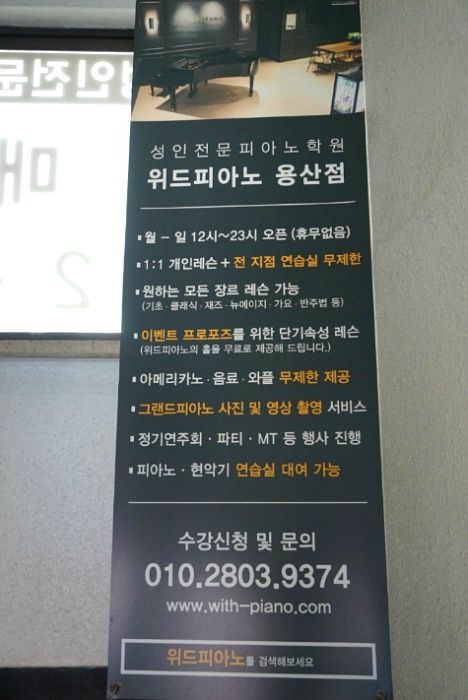 성인전문피아노학원
위드피아노 용산점
월 - 일 12시~23시 오픈 (휴무없음)
1:1 개인레슨 + 전 지점 연습실 무제한
원하는 모든 장르 레슨 가능
(기초 · 클래식 · 재즈 · 뉴에이지 · 가요 · 반주법 등)
이벤트 프로포즈를 위한 단기속성 레슨
(위드피아노의 홀을 무료로 제공해 드립니다.)
아메리카노 · 음료 · 와플 무제한 제공
그랜드피아노 사진 및 영상 촬영 서비스
정기연주회 · 파티 · MT 등 행사 진행
피아노 · 현악기 연습실 대여 가능
수강신청 및 문의
010.2803.9374
www.with-piano.com
위드피아노를 검색해보세요
성인전문
매
2